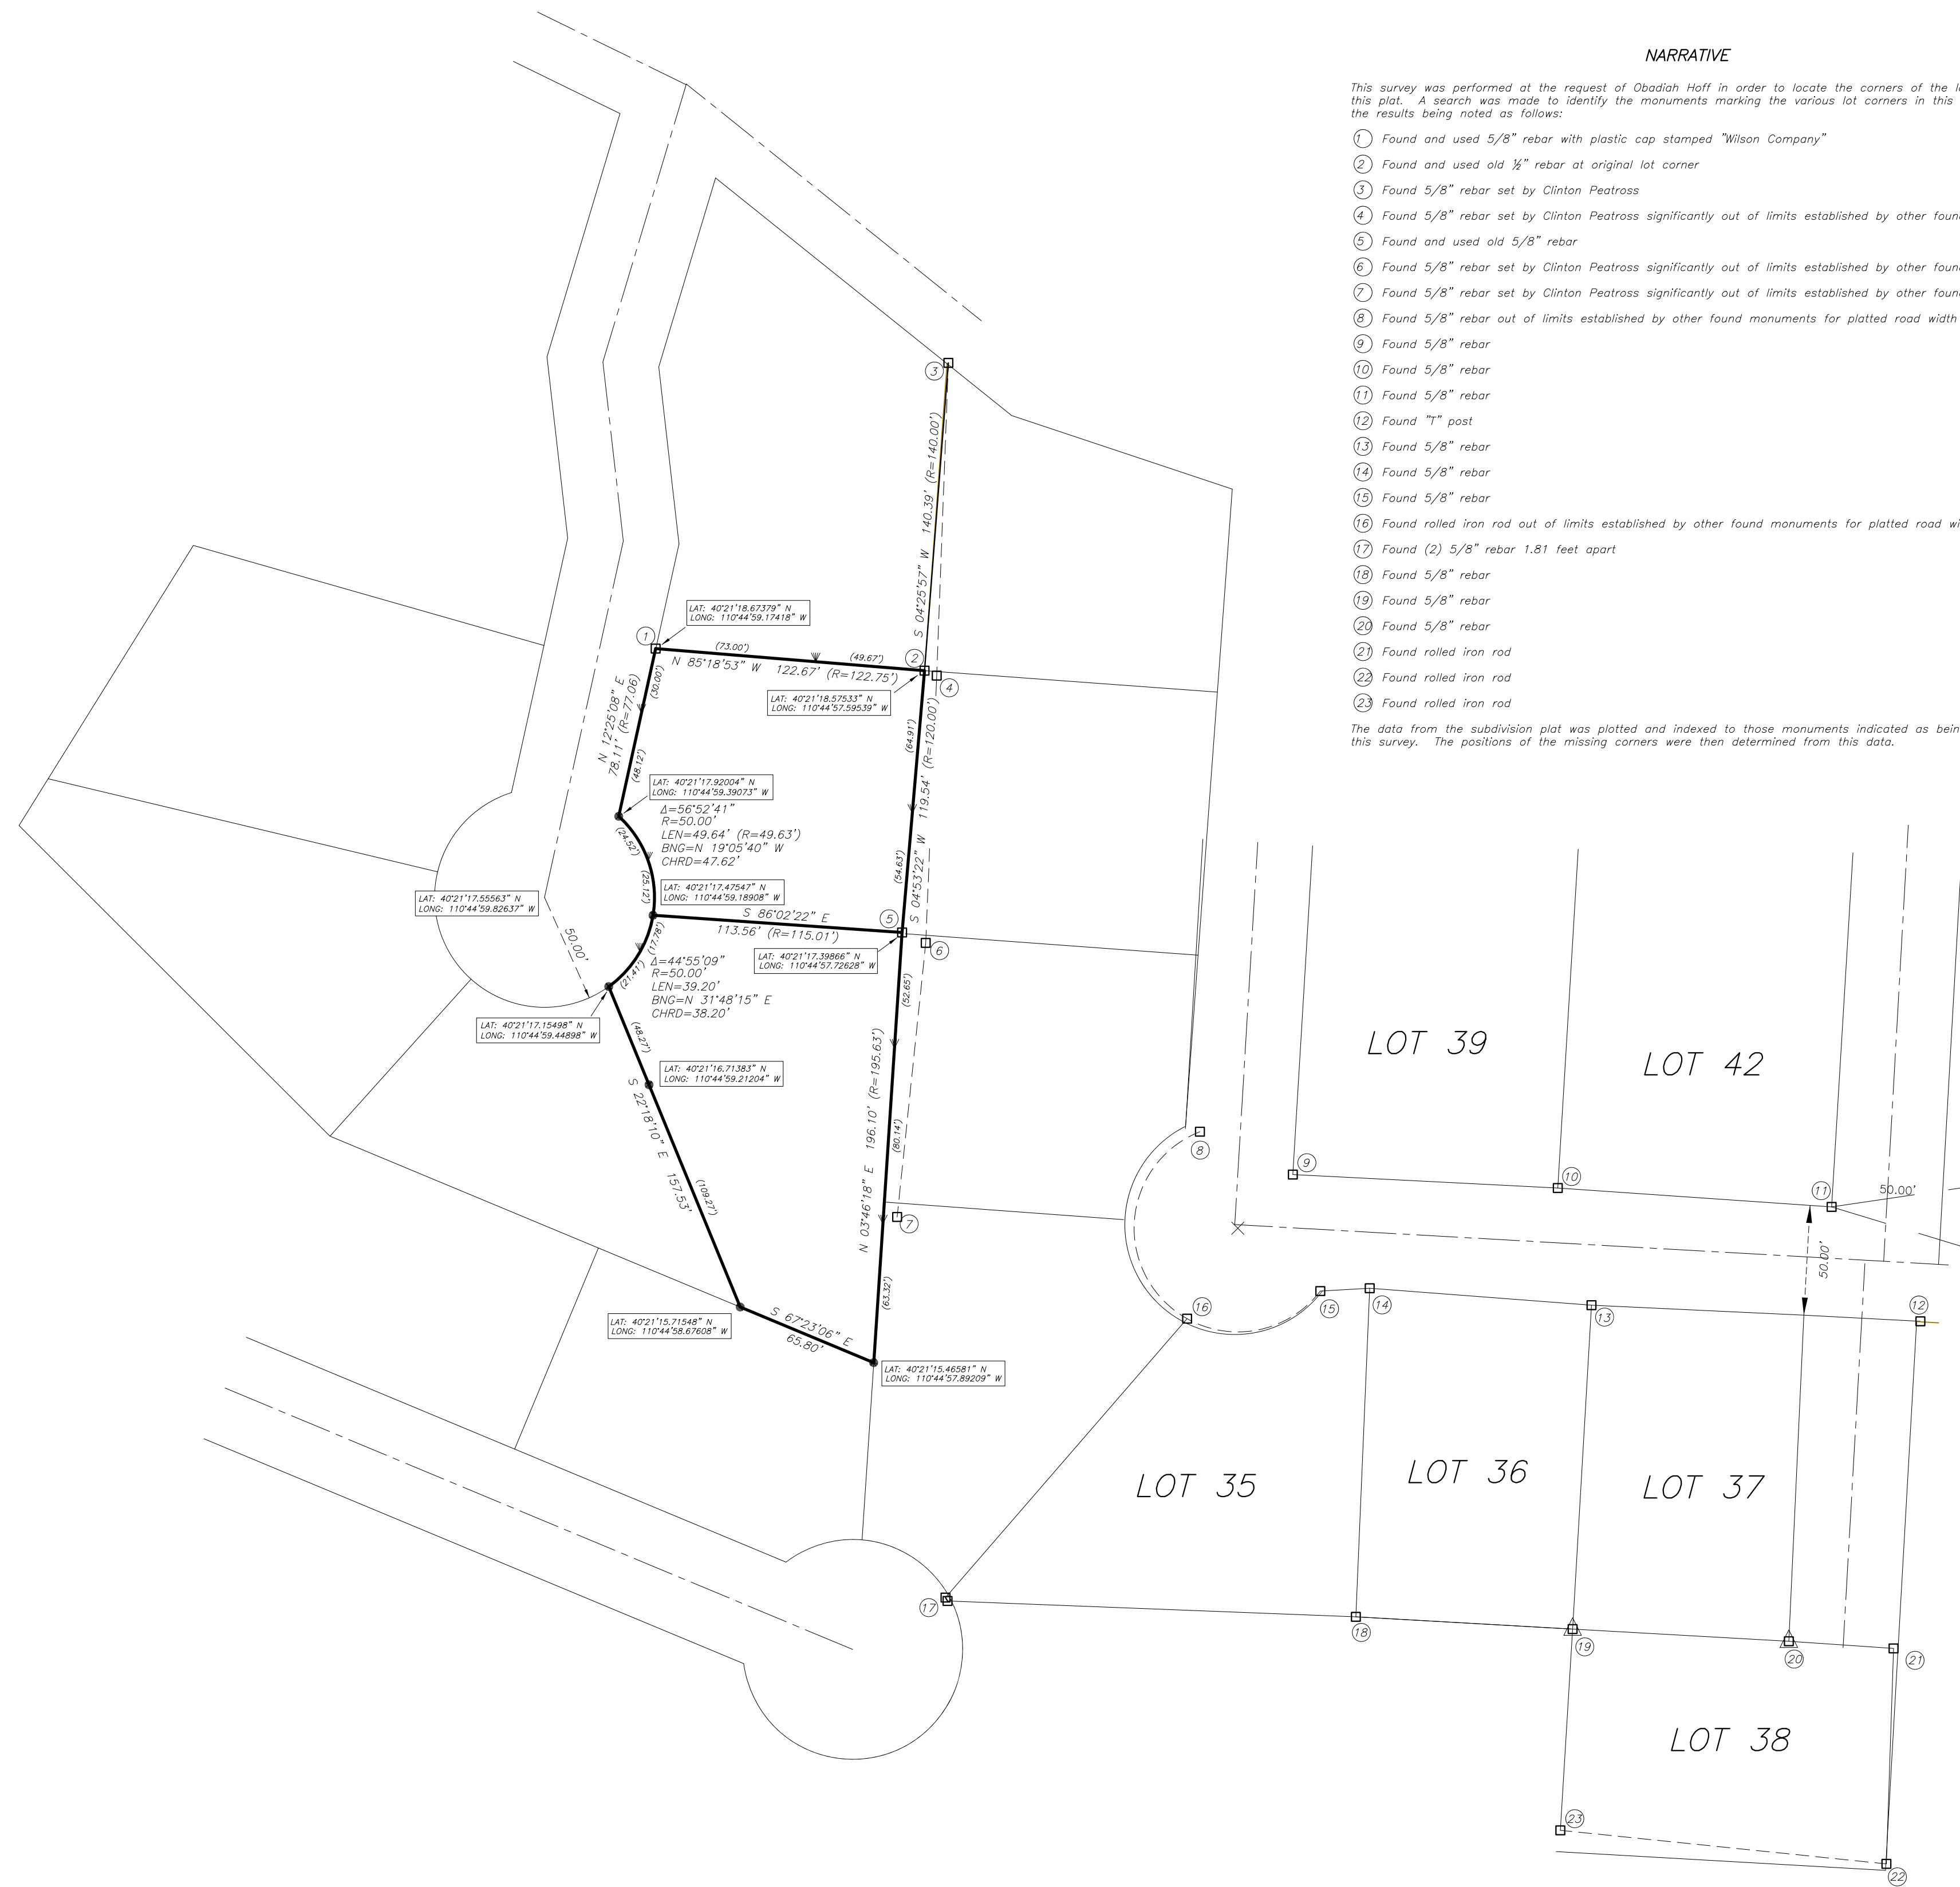 NARRATIVE
This survey was performed at the request of Obadiah Hoff in order to locate the corners of the
this plat. A search was made to identify the monuments marking the various lot corners in this
the results being noted as follows:
1 Found and used 5/8" rebar with plastic cap stamped "Wilson Company"
2 Found and used old ½" rebar at original lot corner
3 Found 5/8" rebar set by Clinton Peatross
4 Found 5/8" rebar set by Clinton Peatross significantly out of limits established by other
5 Found and used old 5/8" rebar
6 Found 5/8" rebar set by Clinton Peatross significantly out of limits established by other
7 Found 5/8" rebar set by Clinton Peatross significantly out of limits established by other
8 Found 5/8" rebar out of limits established by other found monuments for platted road width
9 Found 5/8" rebar
10 Found 5/8" rebar
11 Found 5/8" rebar
12 Found "T" post
13 Found 5/8" rebar
14 Found 5/8" rebar
15 Found 5/8" rebar
16 Found rolled iron rod out of limits established by other found monuments for platted road
17 Found (2) 5/8" rebar 1.81 feet apart
18 Found 5/8" rebar
19 Found 5/8" rebar
20 Found 5/8" rebar
21 Found rolled iron rod
22 Found rolled iron rod
23 Found rolled iron rod
The data from the subdivision plat was plotted and indexed to those monuments indicated as
this survey. The positions of the missing corners were then determined from this data.
3
S 04°25'57" W 140.39' (R=140.00')
LAT: 40°21'18.67379" N
LONG: 110°44'59.17418" W
1
(73.00')
(49.67')
2
N 85°18'53" W 122.67' (R=122.75')
4
LAT: 40°21'18.57533" N
LONG: 110°44'57.59539" W
(30.00')
N 12°25'08" E
78.11' (R=77.06)
(48.12')
(64.91')
S 04°53'22" W 119.54' (R=120.00')
(54.63')
LAT: 40°21'17.92004" N
LONG: 110°44'59.39073" W
Δ=56°52'41"
R=50.00'
LEN=49.64' (R=49.63')
BNG=N 19°05'40" W
CHRD=47.62'
(24.52')
(25.12')
LAT: 40°21'17.47547" N
LONG: 110°44'59.18908" W
LAT: 40°21'17.55563" N
LONG: 110°44'59.82637" W
50.00'
S 86°02'22" E
113.56' (R=115.01')
5
6
LAT: 40°21'17.39866" N
LONG: 110°44'57.72628" W
(17.78')
(21.41')
Δ=44°55'09"
R=50.00'
LEN=39.20'
BNG=N 31°48'15" E
CHRD=38.20'
LAT: 40°21'17.15498" N
LONG: 110°44'59.44898" W
(52.65')
(48.27')
LAT: 40°21'16.71383" N
LONG: 110°44'59.21204" W
S 22°18'10" E 157.53'
(109.27')
N 03°46'18" E 196.10' (R=195.63')
(80.14')
7
(63.32')
LAT: 40°21'15.71548" N
LONG: 110°44'58.67608" W
S 67°23'06" E
65.80'
LAT: 40°21'15.46581" N
LONG: 110°44'57.89209" W
LOT 39
LOT 42
8
9
10
11
50.00'
50.00'
12
13
14
15
16
LOT 35
LOT 36
LOT 37
17
18
19
20
21
LOT 38
23
22